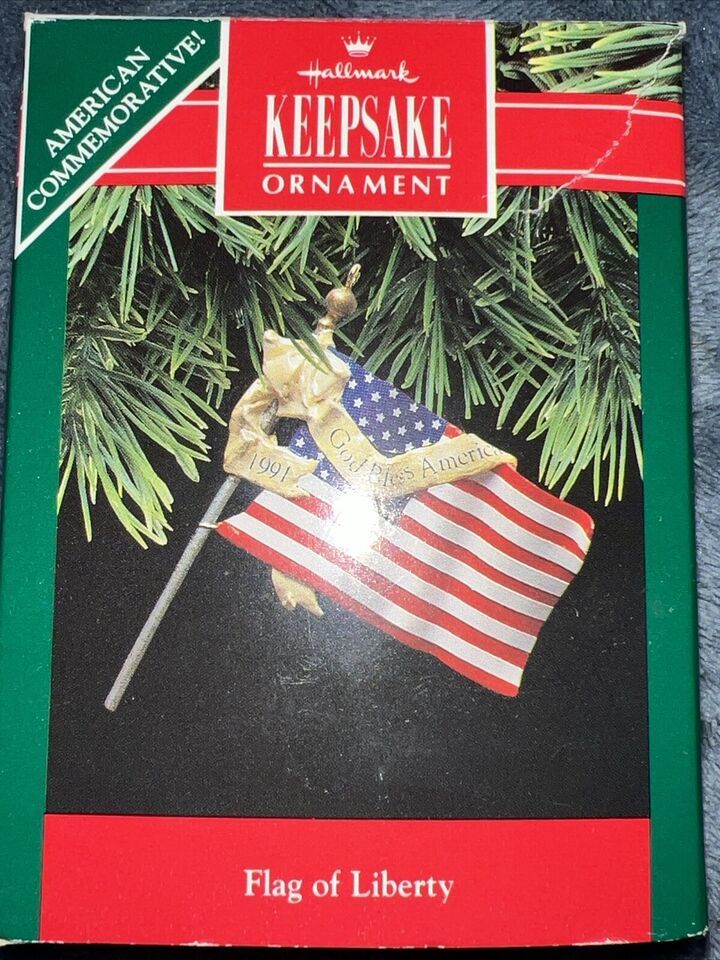 AMERICAN
COMMEMORATIVE!
Hallmark
KEEPSAKE
ORNAMENT
1991
God Bless America
Flag of Liberty